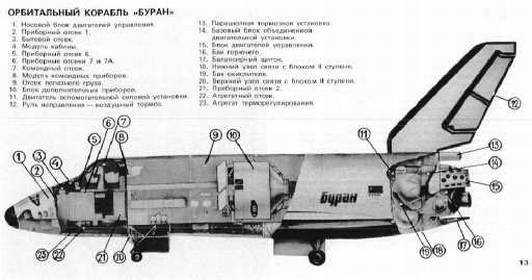 ОРБИТАЛЬНЫЙ КОРАБЛЬ «БУРАН»
1. Носовой блок двигателей управления.
2. Приборный отсек 1.
3. Бытовой отсек.
4. Модуль кабины.
5. Приборный отсек 6.
6. Приборные отсеки 7 и 7А.
7. Командный отсек.
8. Модуль командных приборов.
9. Отсек полезного груза.
10. Блок дополнительных приборов.
11. Двигатель вспомогательной силовой установки.
12. Руль направления — воздушный тормоз.
13. Парашютная тормозная установка.
14. Базовый блок объединенной
двигательной установки.
15. Блок двигателей управления.
16. Бак горючего.
17. Балансирный щиток.
18. Нижний узел связи с блоком II ступени.
19. Бак окислителя.
20. Верхний узел связи с блоком II ступени.
21. Приборный отсек 2.
22. Агрегатный отсек.
23. Агрегат терморегулирования.
1
2
3
4
5
6
7
8
9
10
11
12
13
14
15
16
17
18
19
20
21
22
23
Буран